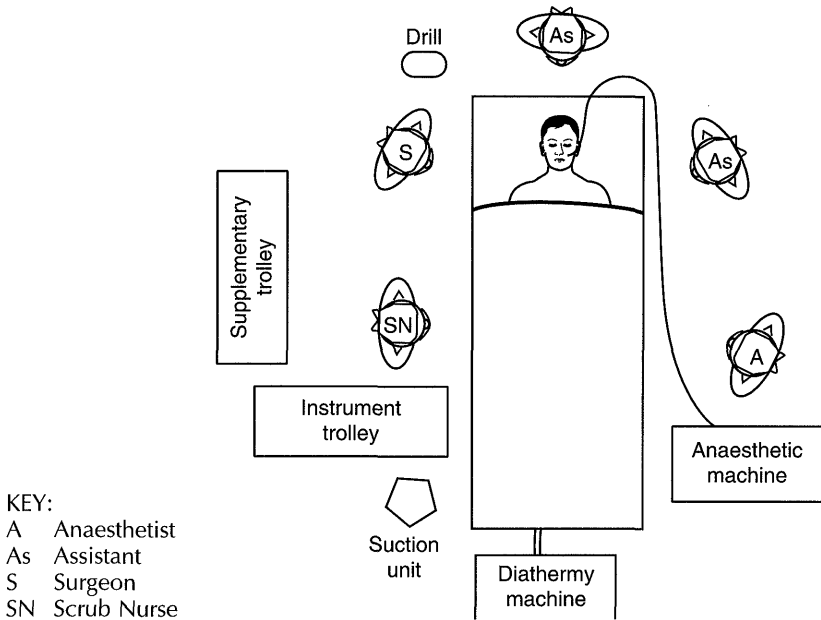 As
Drill
S
As
Supplementary
trolley
SN
A
Instrument
trolley
Anaesthetic
machine
Suction
unit
Diathermy
machine
KEY:
A Anaesthetist
As Assistant
S Surgeon
SN Scrub Nurse